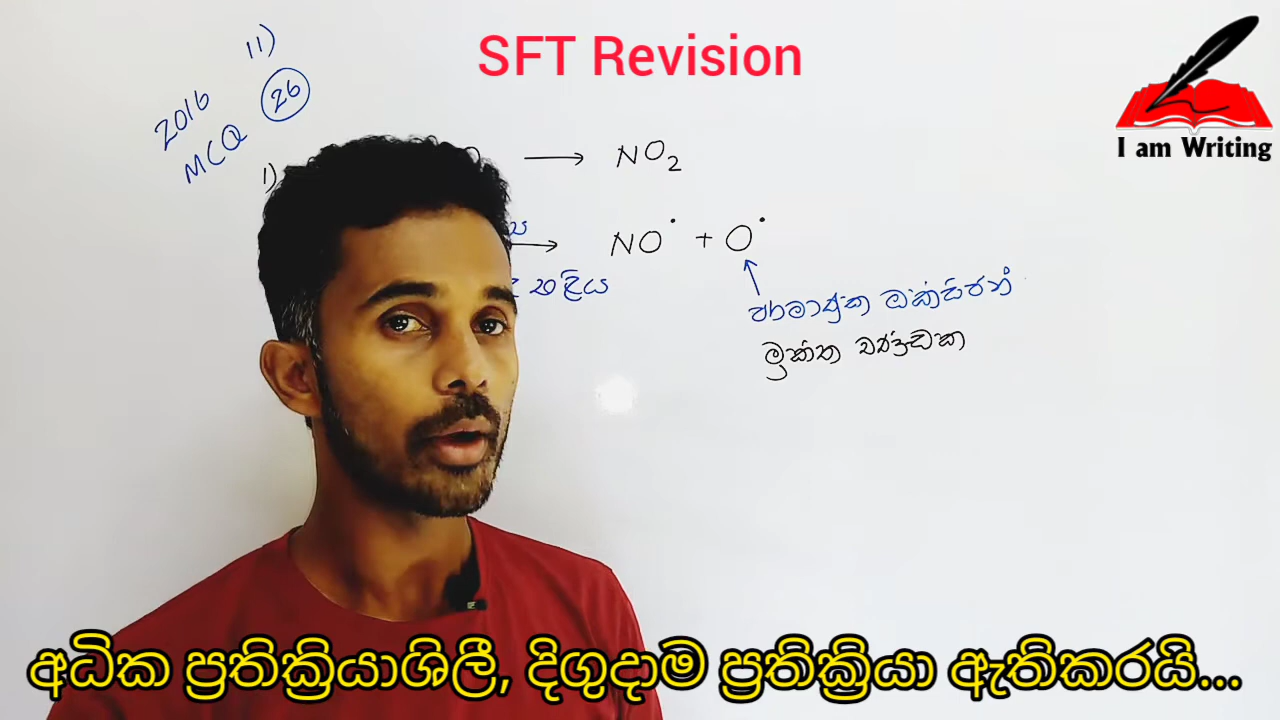 SFT Revision
I am Writing
11)
2016
MCQ 26
1) → NO₂
→ NO˙ + O˙
හදිය
පරමාණුක ඔක්සිජන්
මුක්ත ඛණ්ඩක
අධික ප්‍රතික්‍රියාශිලී, දිගුදාම ප්‍රතික්‍රියා ඇතිකරයි...